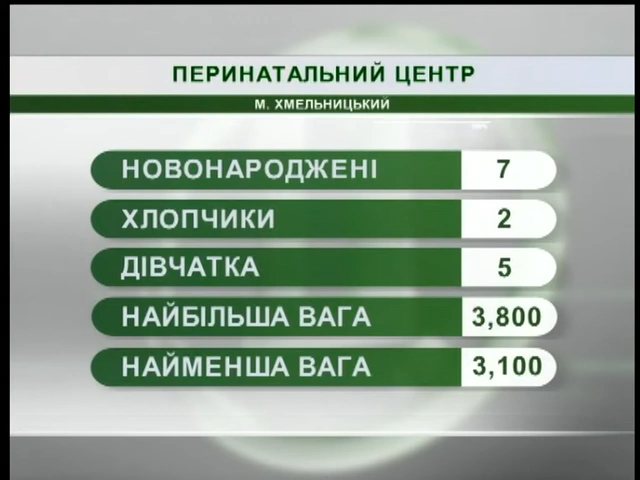 ПЕРИНАТАЛЬНИЙ ЦЕНТР
М. ХМЕЛЬНИЦЬКИЙ
НОВОНАРОДЖЕНІ 7
ХЛОПЧИКИ 2
ДІВЧАТКА 5
НАЙБІЛЬША ВАГА 3,800
НАЙМЕНША ВАГА 3,100